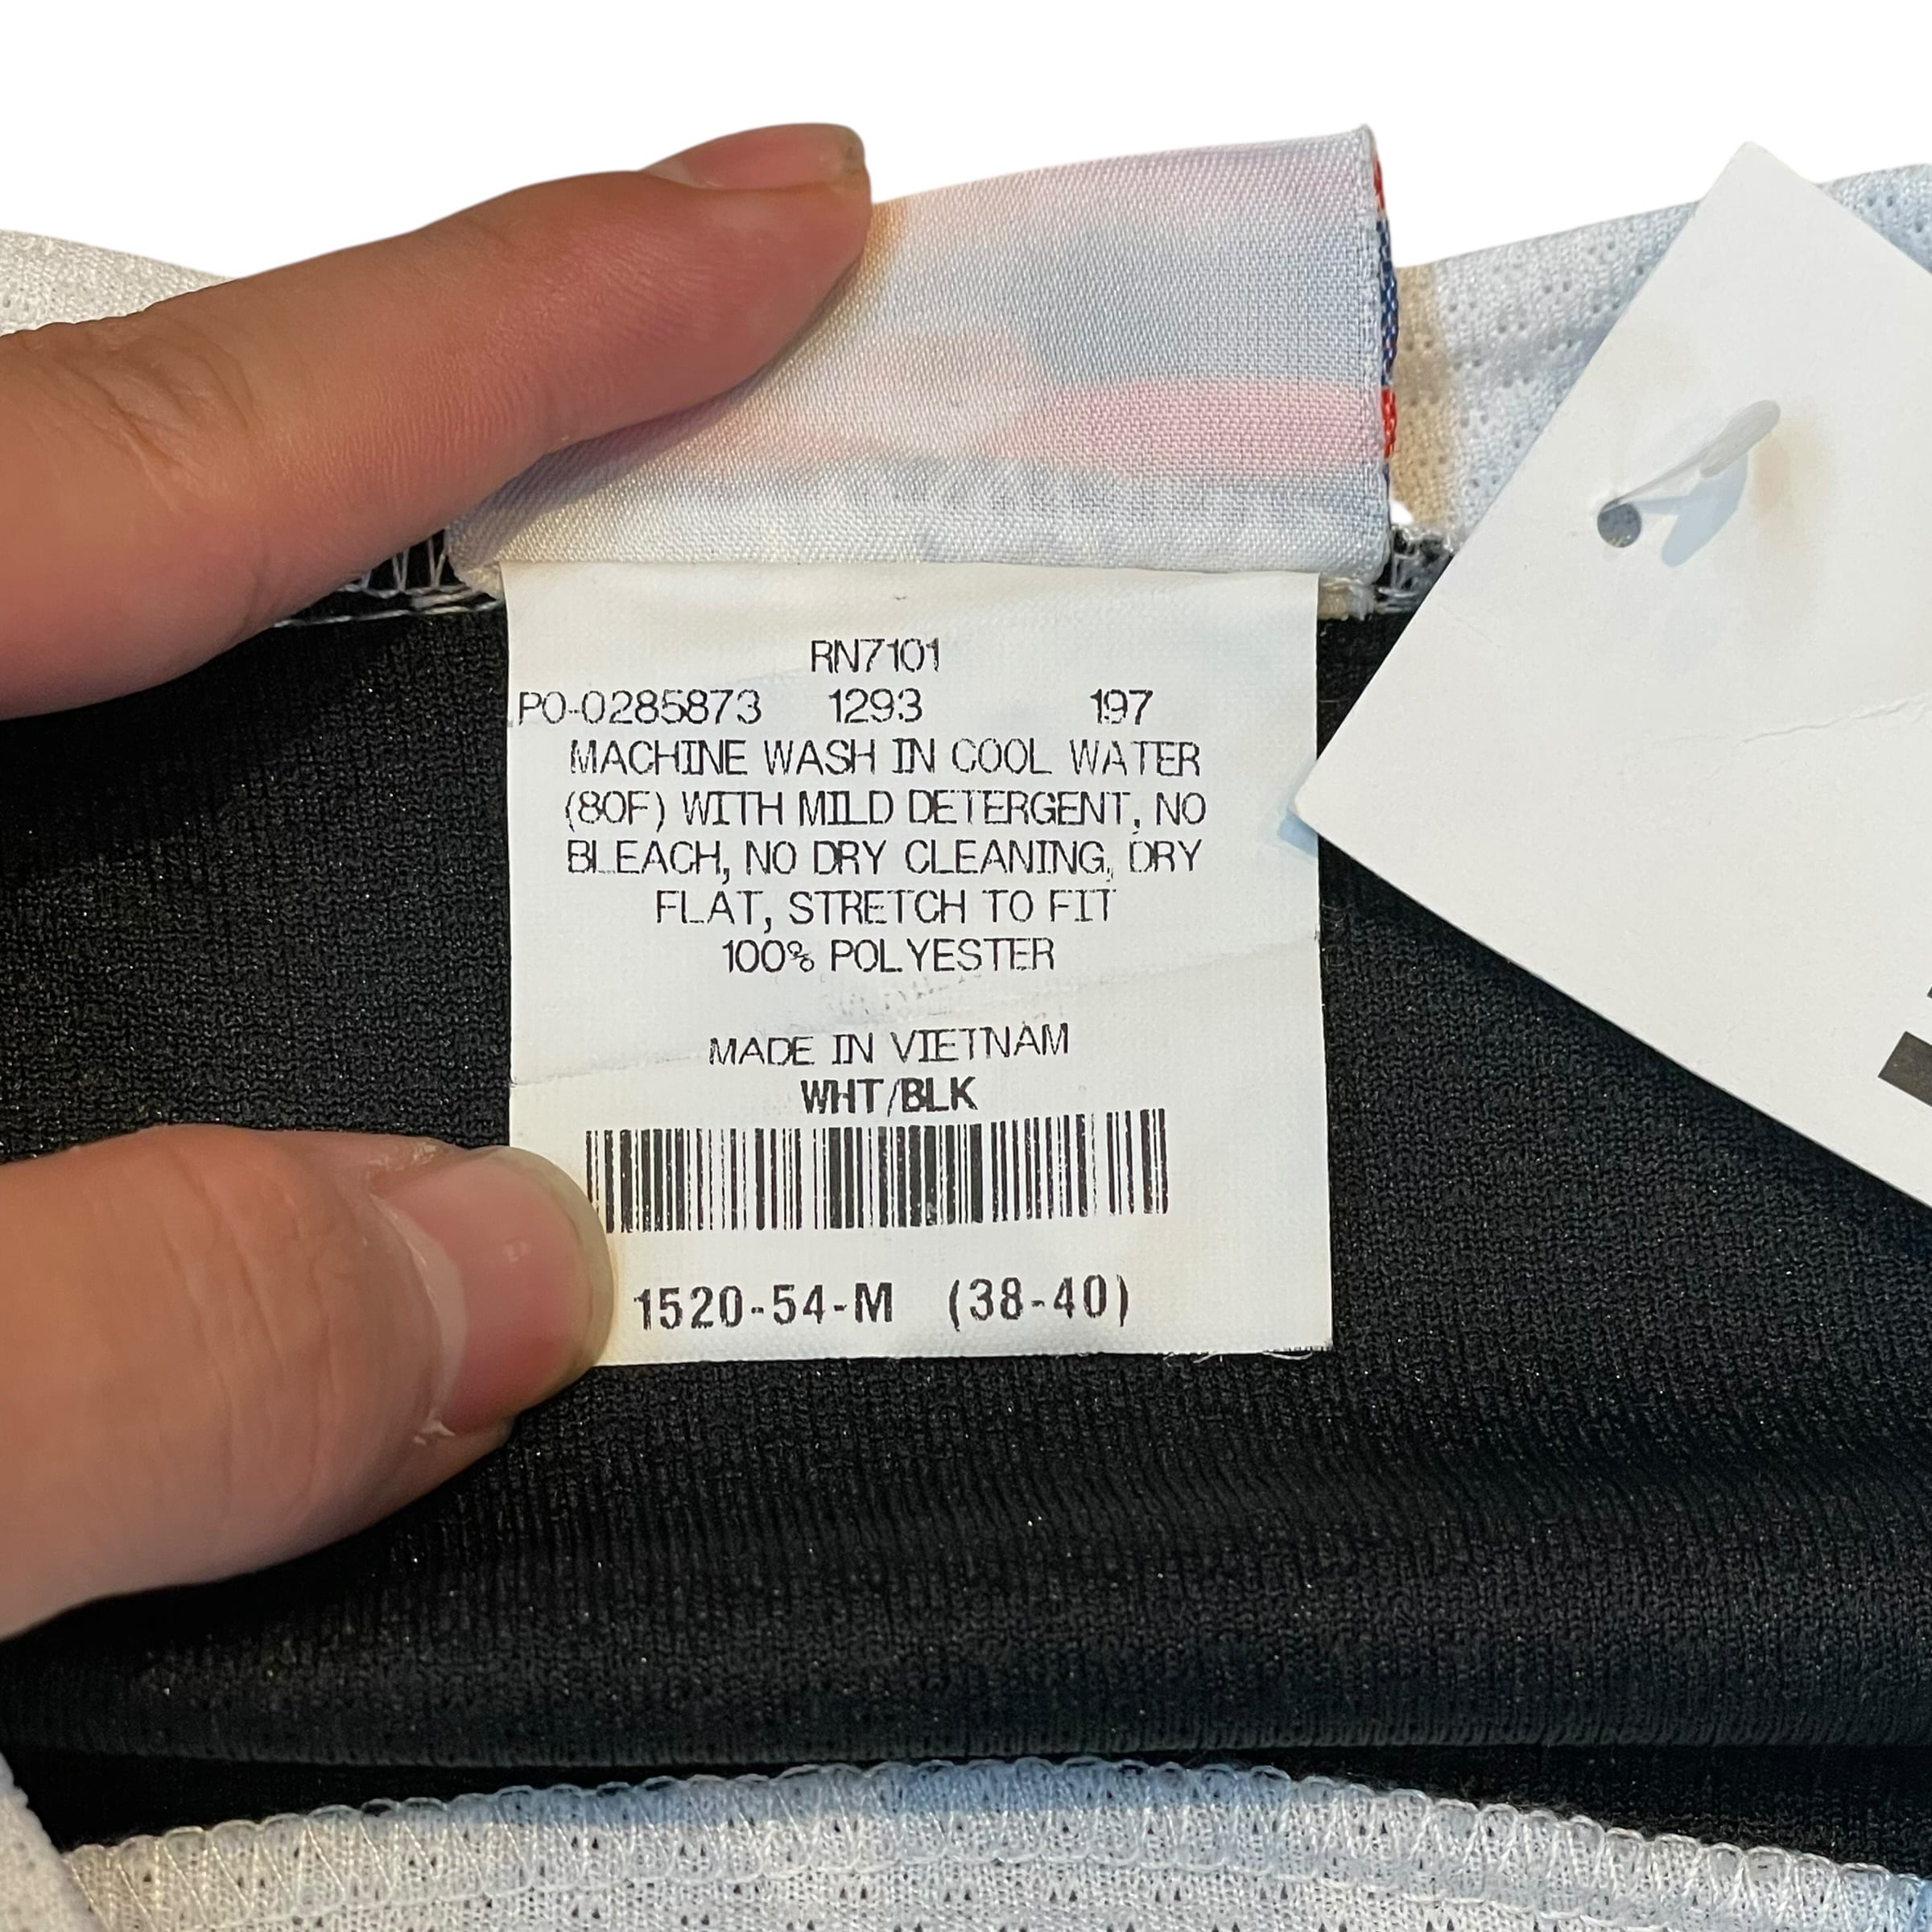 RN7101
PO-0285873 1293 197
MACHINE WASH IN COOL WATER
(80F) WITH MILD DETERGENT, NO
BLEACH, NO DRY CLEANING, DRY
FLAT, STRETCH TO FIT
100% POLYESTER
MADE IN VIETNAM
WHT/BLK
1520-54-M (38-40)